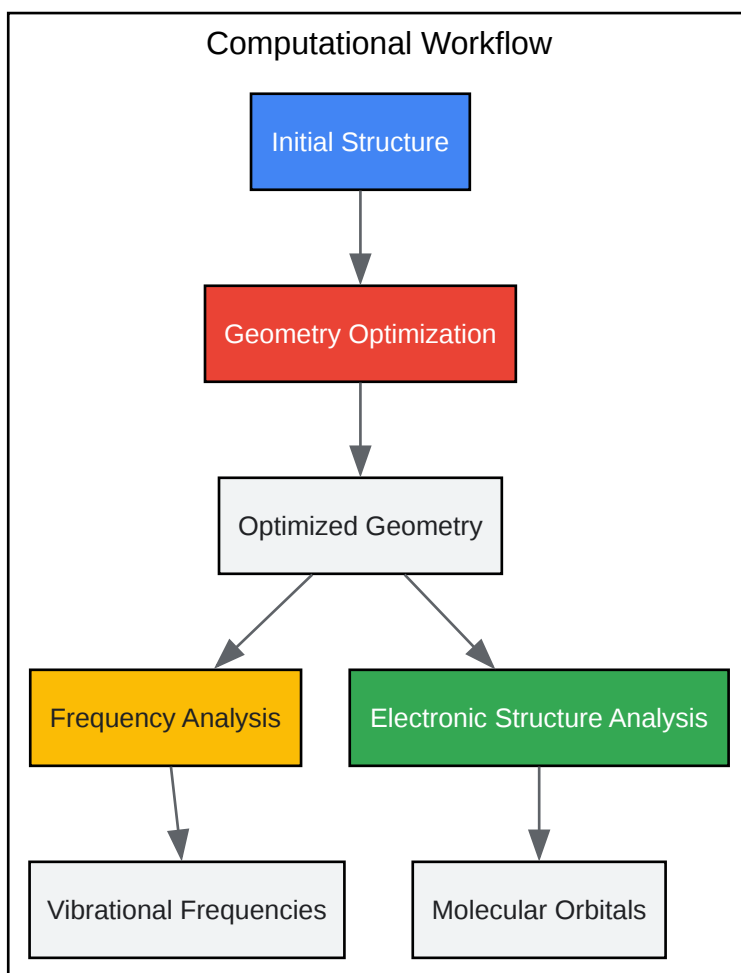 Computational Workflow
Initial Structure
Geometry Optimization
Optimized Geometry
Frequency Analysis
Electronic Structure Analysis
Vibrational Frequencies
Molecular Orbitals